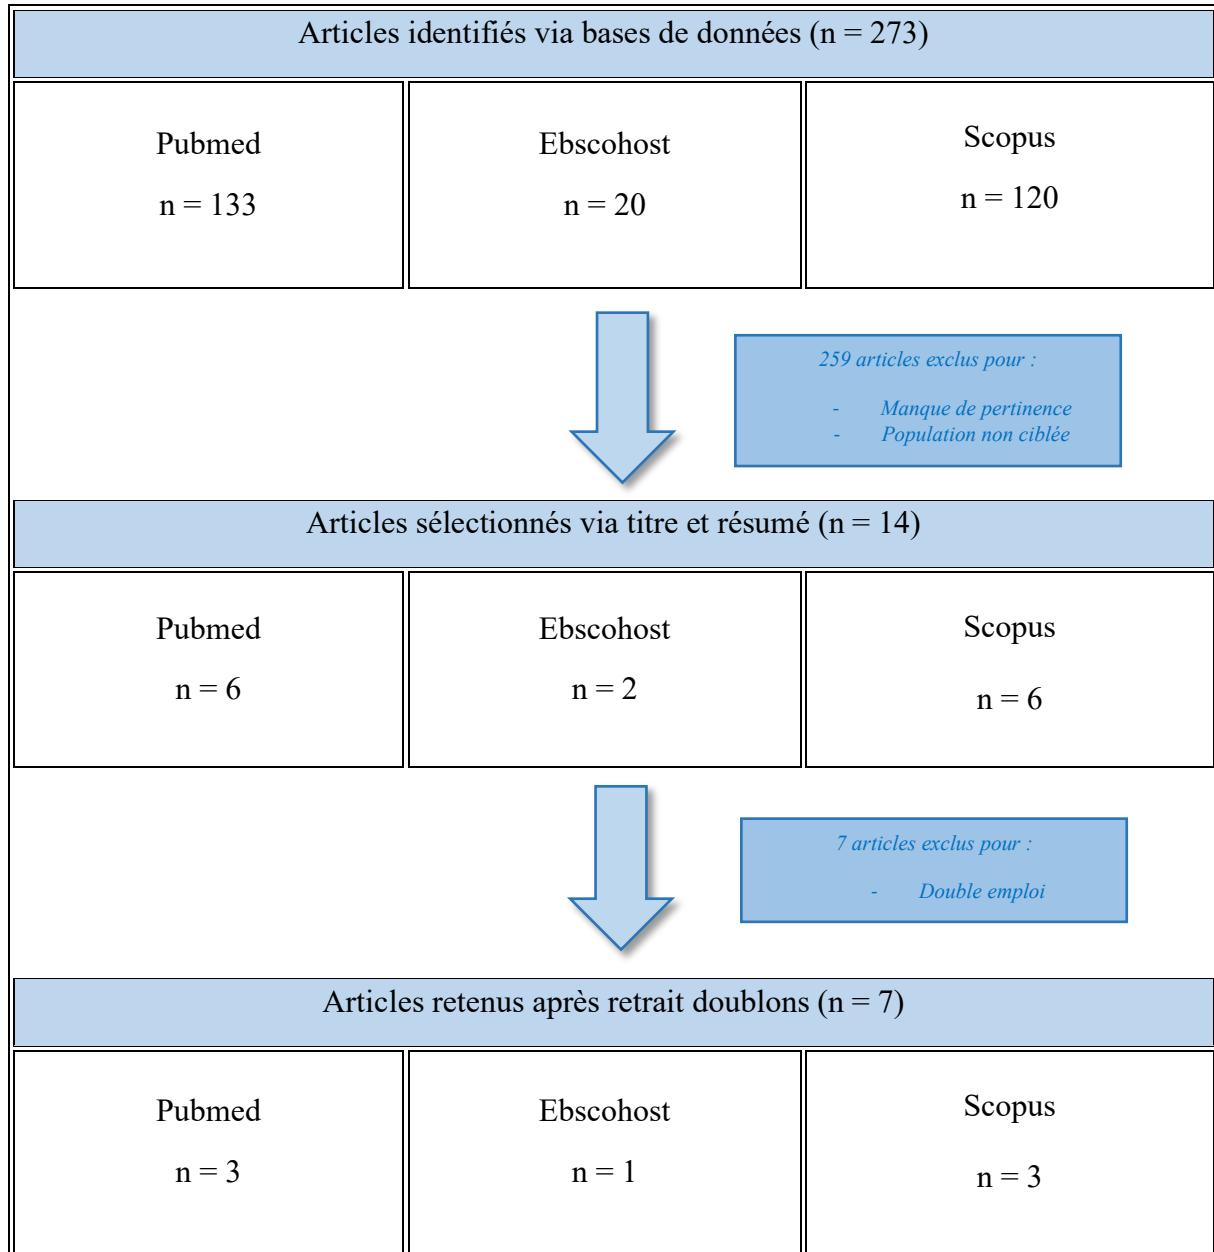 Articles identifiés via bases de données (n = 273)
Pubmed
n = 133
Ebscohost
n = 20
Scopus
n = 120
259 articles exclus pour :
- Manque de pertinence
- Population non ciblée
Articles sélectionnés via titre et résumé (n = 14)
Pubmed
n = 6
Ebscohost
n = 2
Scopus
n = 6
7 articles exclus pour :
- Double emploi
Articles retenus après retrait doublons (n = 7)
Pubmed
n = 3
Ebscohost
n = 1
Scopus
n = 3